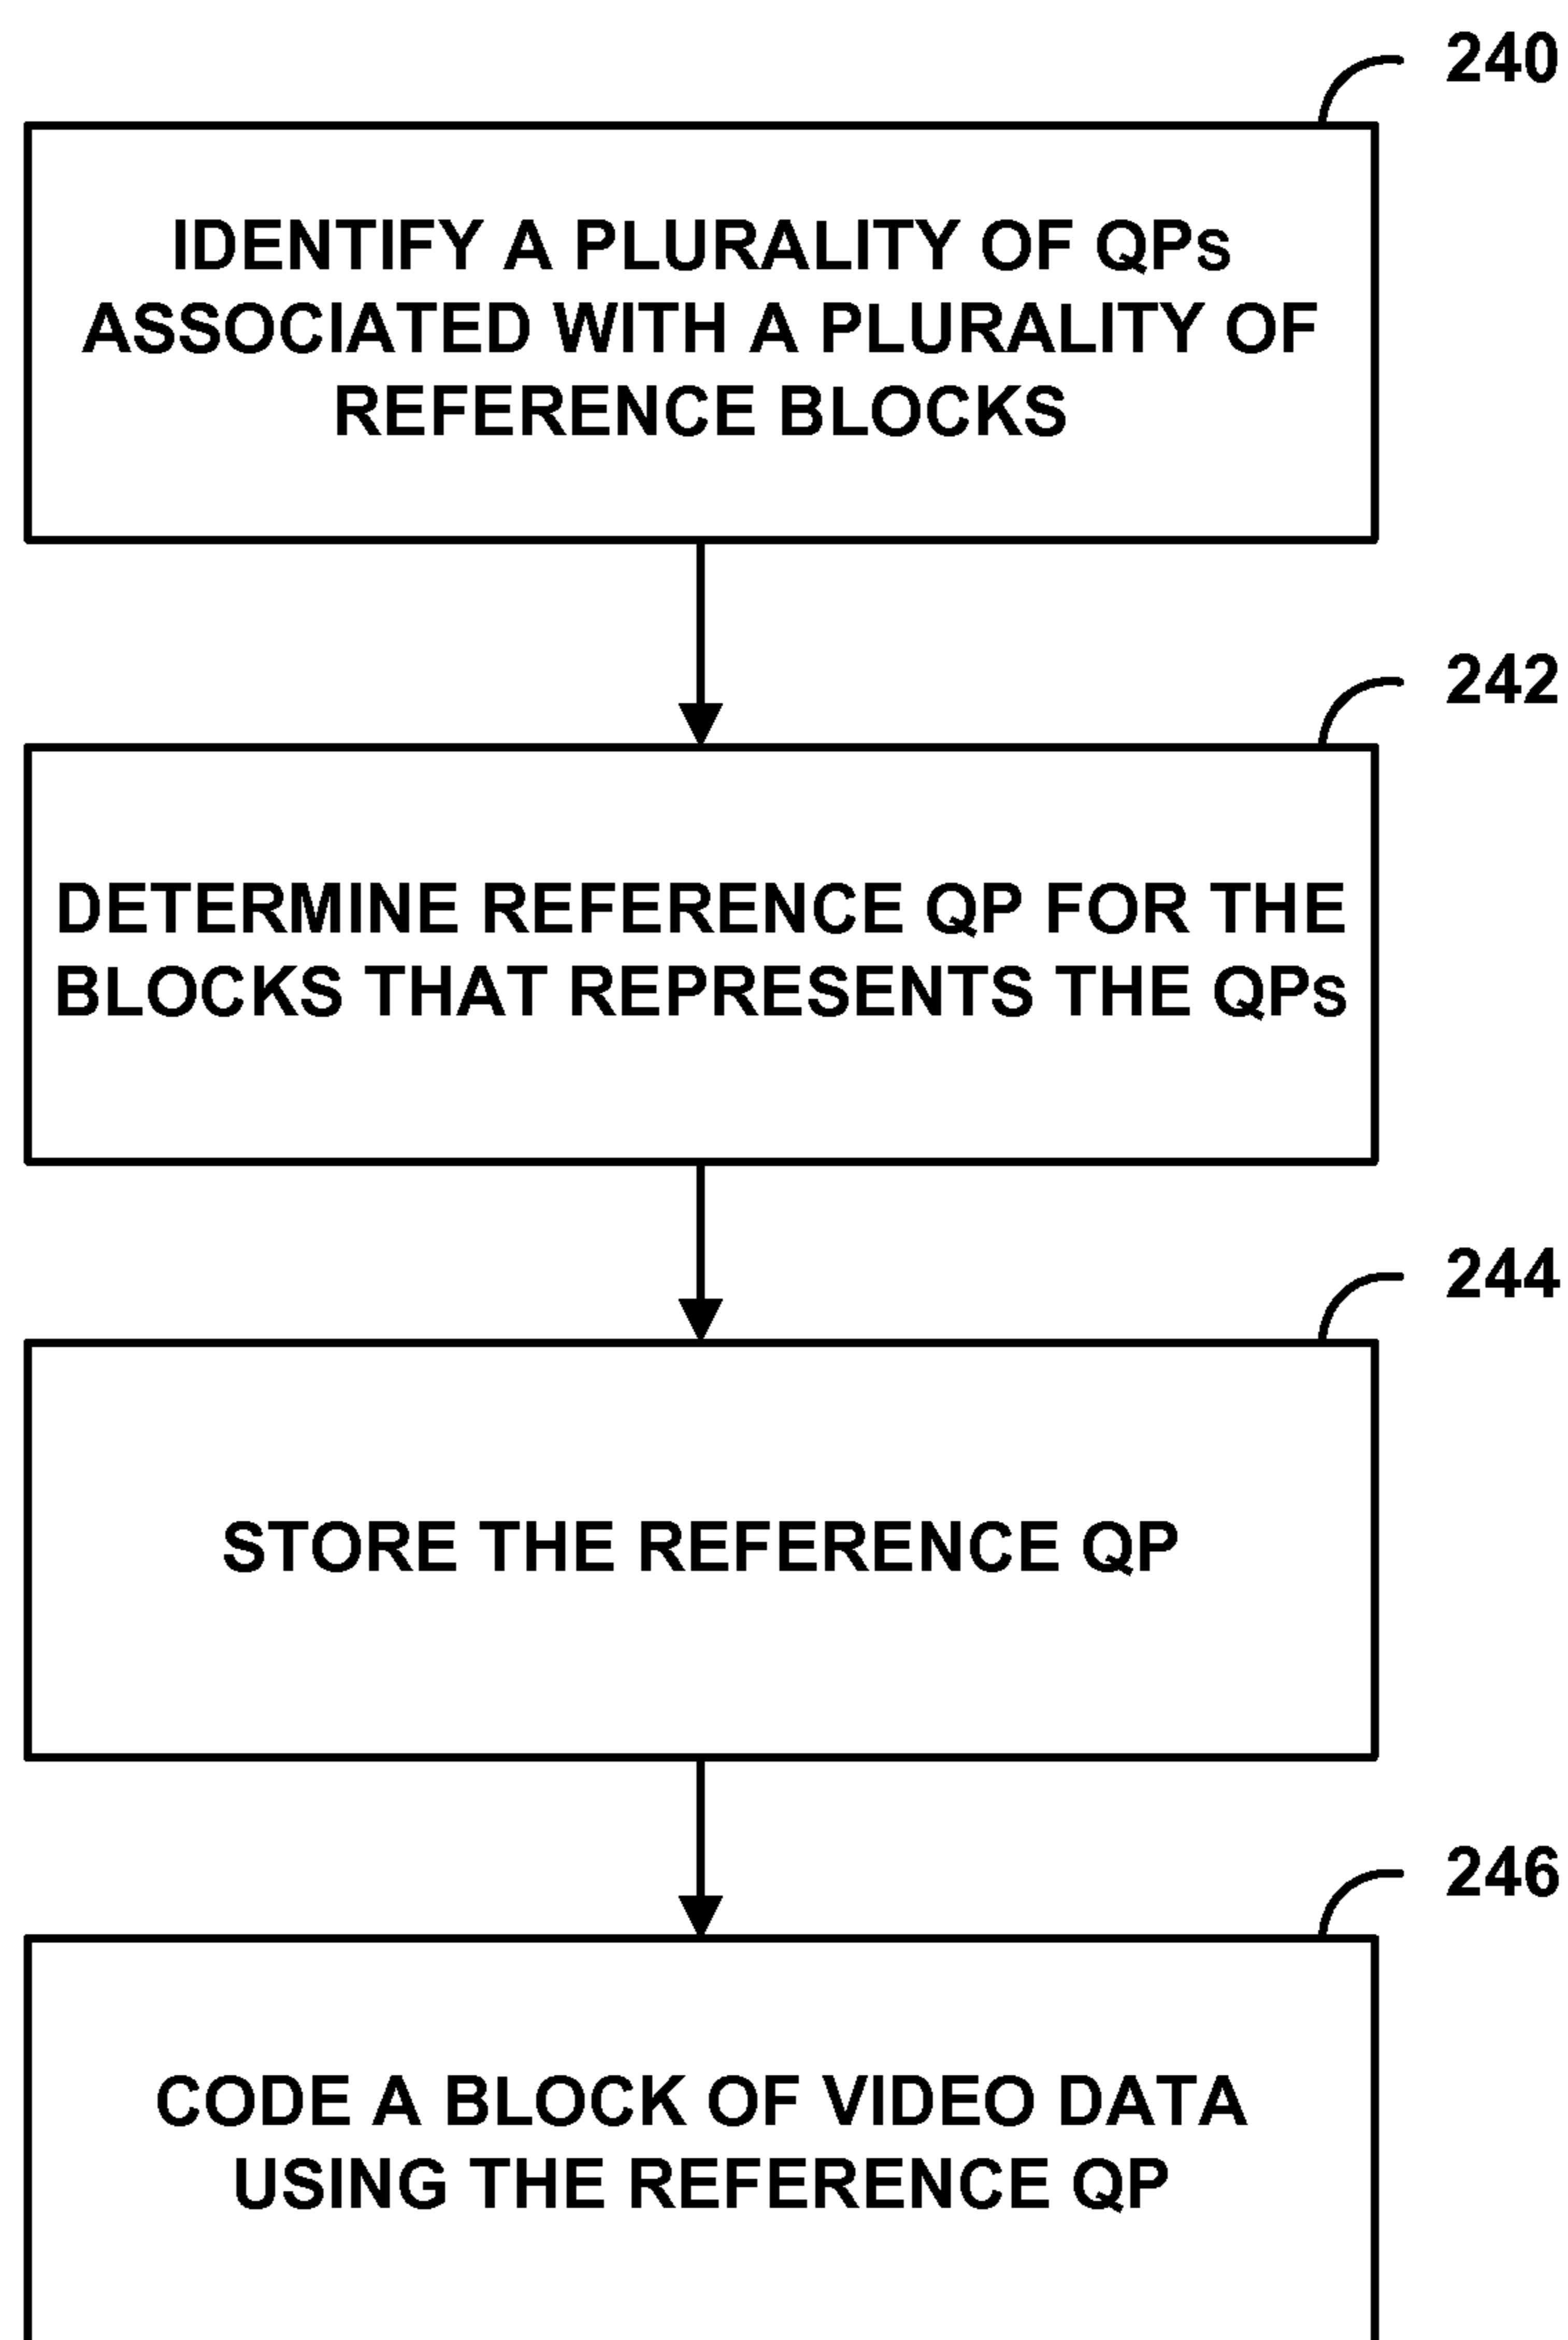 240
IDENTIFY A PLURALITY OF QPs
ASSOCIATED WITH A PLURALITY OF
REFERENCE BLOCKS
242
DETERMINE REFERENCE QP FOR THE
BLOCKS THAT REPRESENTS THE QPs
244
STORE THE REFERENCE QP
246
CODE A BLOCK OF VIDEO DATA
USING THE REFERENCE QP